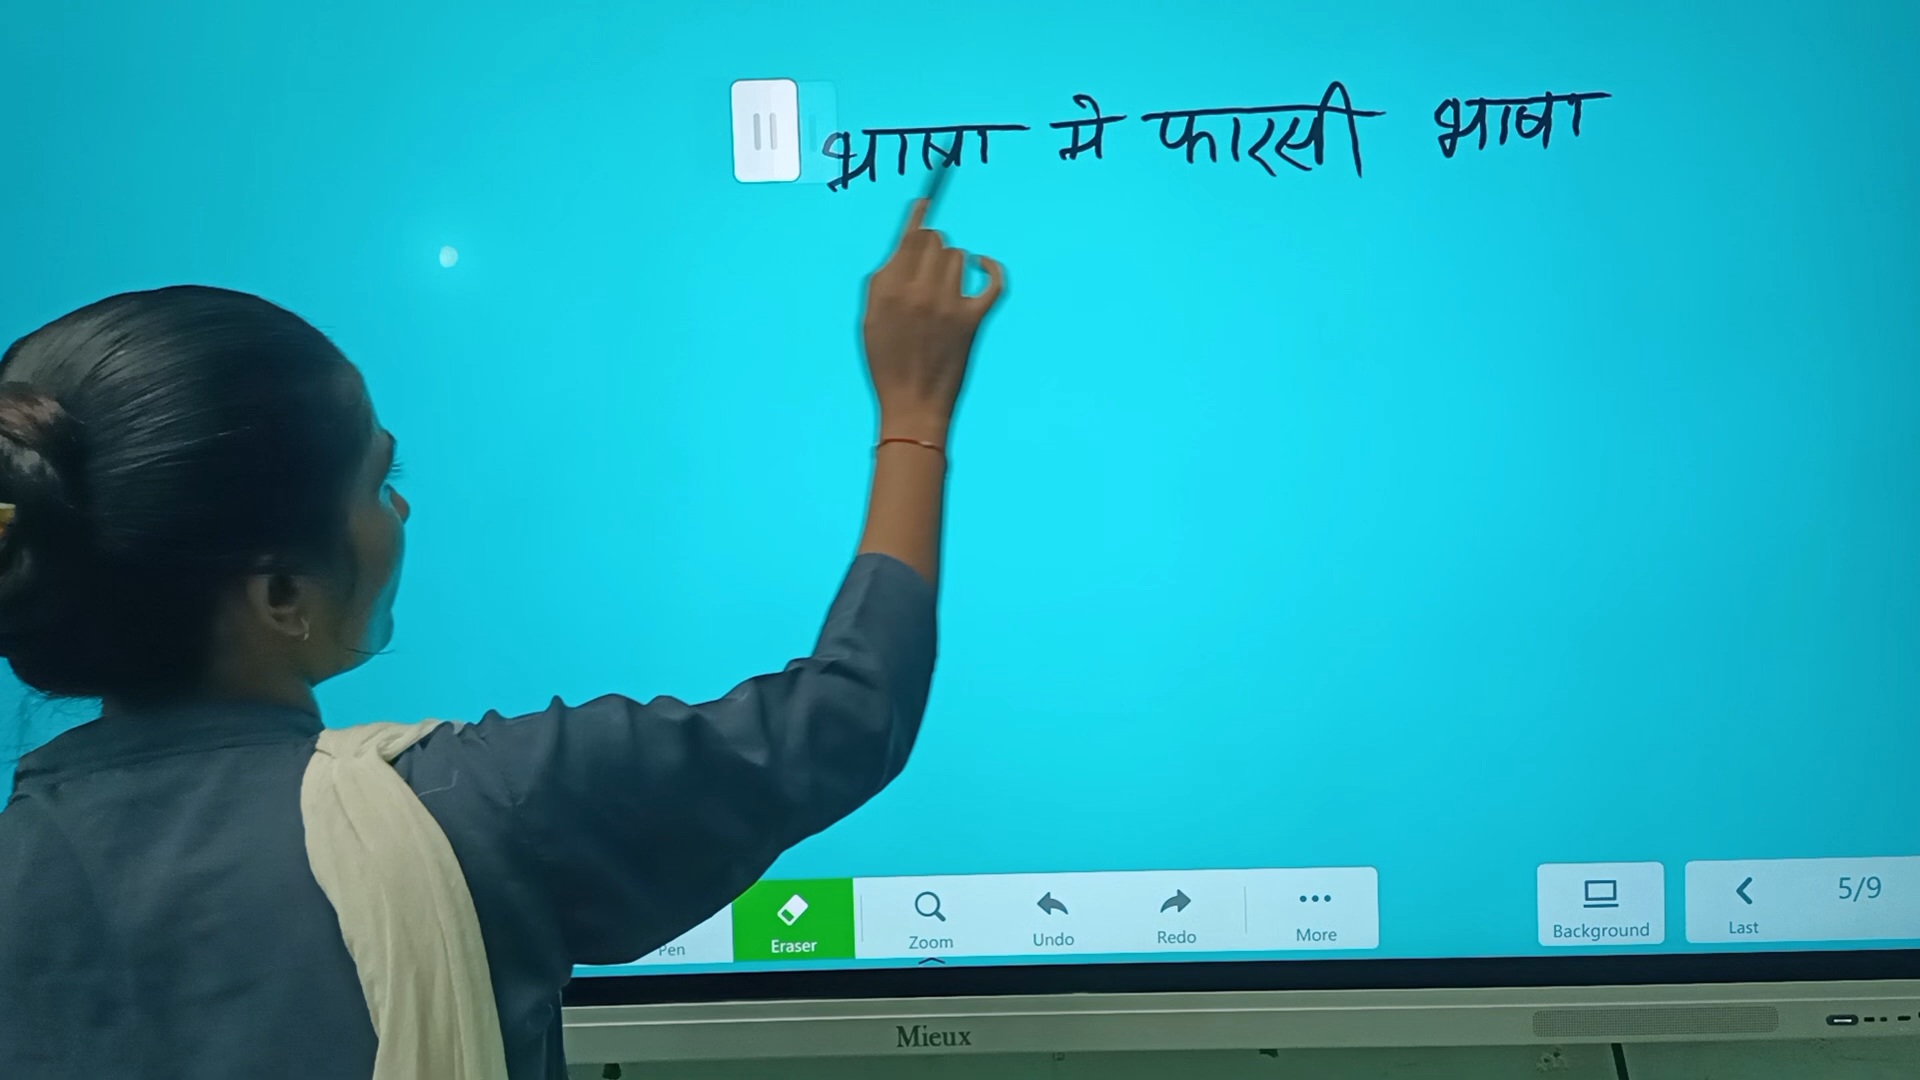 भाषा मे फारसी भाषा
Pen Eraser Zoom Undo Redo More Background Last 5/9
Mieux